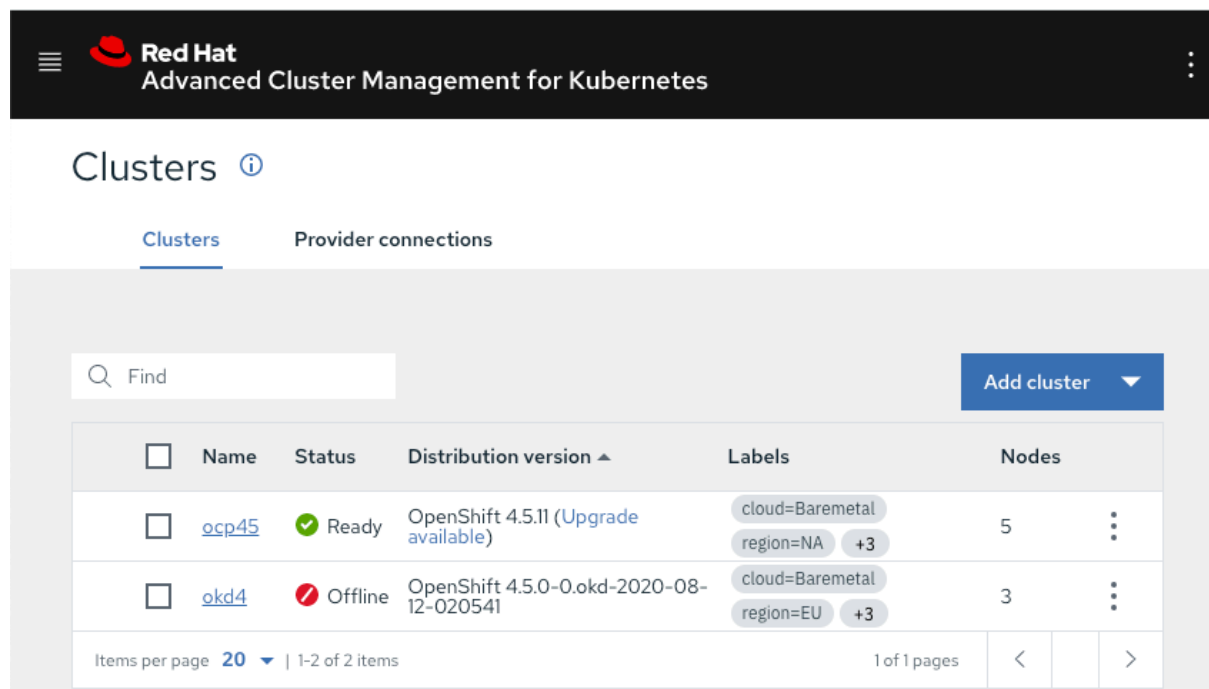 Red Hat
Advanced Cluster Management for Kubernetes
Clusters
Clusters Provider connections
Find
Add cluster
Name Status Distribution version Labels Nodes
ocp45 Ready OpenShift 4.5.11 (Upgrade available) cloud=Baremetal region=NA +3 5
okd4 Offline OpenShift 4.5.0-0.okd-2020-08-12-020541 cloud=Baremetal region=EU +3 3
Items per page 20 | 1-2 of 2 items 1 of 1 pages